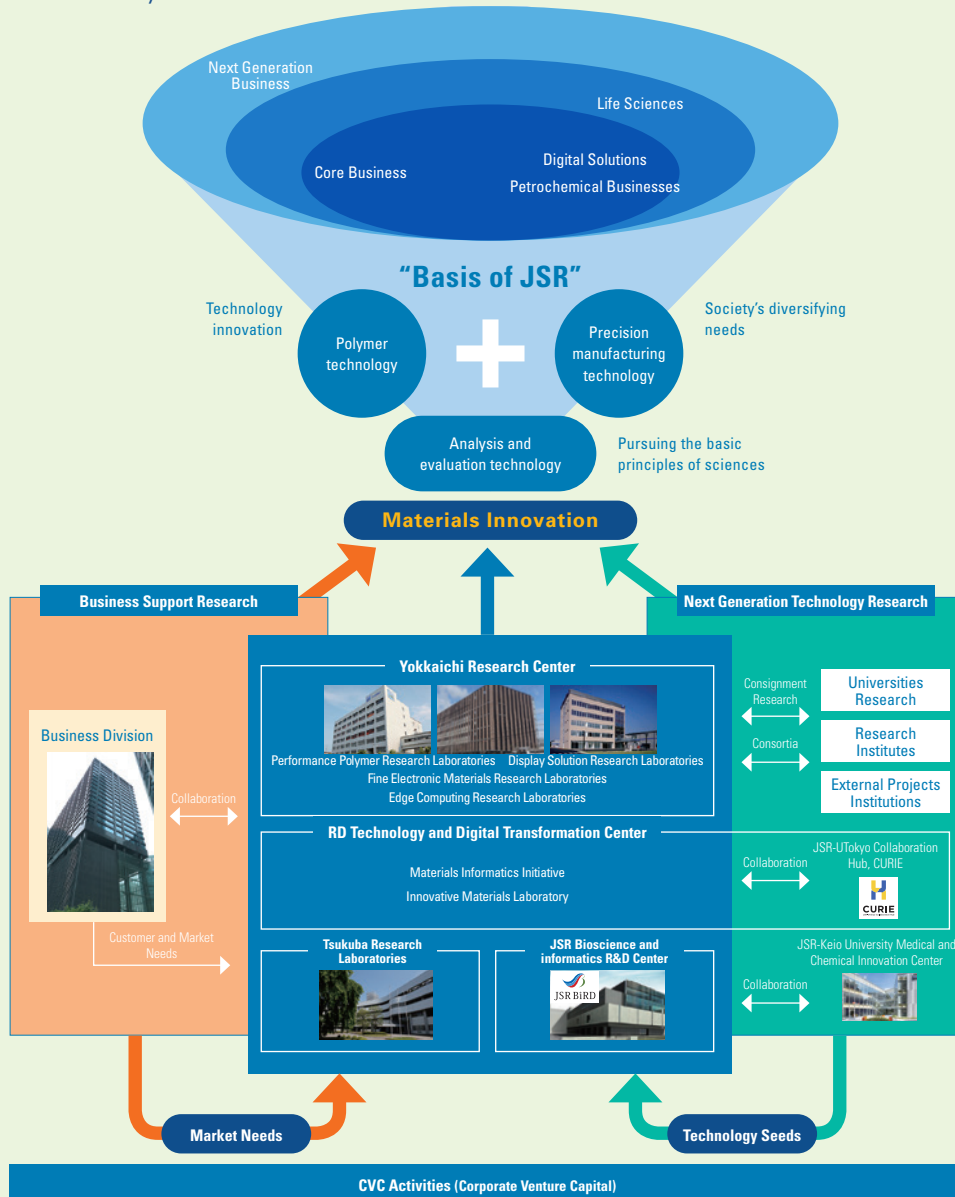 Next Generation
Business
Life Sciences
Core Business
Digital Solutions
Petrochemical Businesses
“Basis of JSR”
Technology
innovation
Polymer
technology
Precision
manufacturing
technology
Society’s diversifying
needs
Analysis and
evaluation technology
Pursuing the basic
principles of sciences
Materials Innovation
Business Support Research
Next Generation Technology Research
Business Division
Collaboration
Customer and Market
Needs
Yokkaichi Research Center
Performance Polymer Research Laboratories
Display Solution Research Laboratories
Fine Electronic Materials Research Laboratories
Edge Computing Research Laboratories
RD Technology and Digital Transformation Center
Materials Informatics Initiative
Innovative Materials Laboratory
Tsukuba Research
Laboratories
JSR Bioscience and
informatics R&D Center
JSR BiRD
Consignment
Research
Universities
Research
Consortia
Research
Institutes
External Projects
Institutions
Collaboration
JSR-UTokyo Collaboration
Hub, CURIE
CURIE
Collaboration
JSR-Keio University Medical and
Chemical Innovation Center
Market Needs
Technology Seeds
CVC Activities (Corporate Venture Capital)